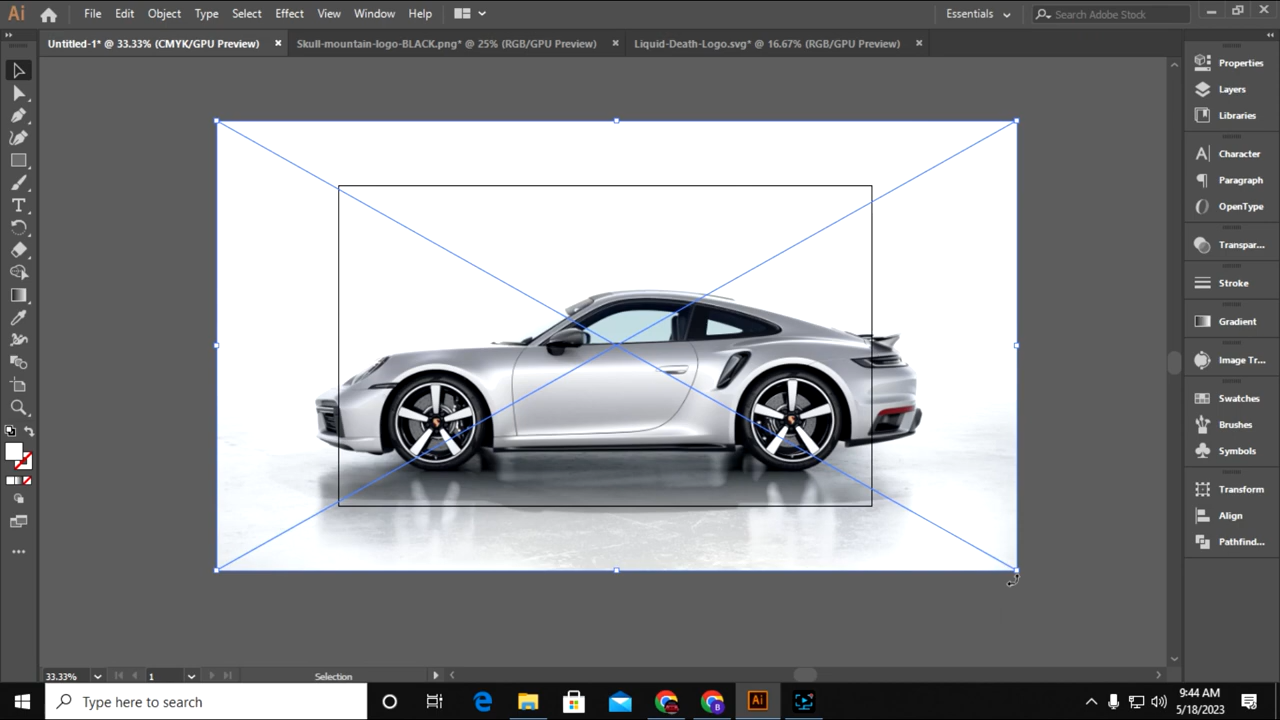 Ai File Edit Object Type Select Effect View Window Help Essentials Search Adobe Stock
Untitled-1* @ 33.33% (CMYK/GPU Preview) Skull-mountain-logo-BLACK.png* @ 25% (RGB/GPU Preview) Liquid-Death-Logo.svg* @ 16.67% (RGB/GPU Preview)
Properties
Layers
Libraries
Character
Paragraph
OpenType
Transpar...
Stroke
Gradient
Image Tr...
Swatches
Brushes
Symbols
Transform
Align
Pathfind...
33.33% 1 Selection
Type here to search
Ai
9:44 AM
5/18/2023